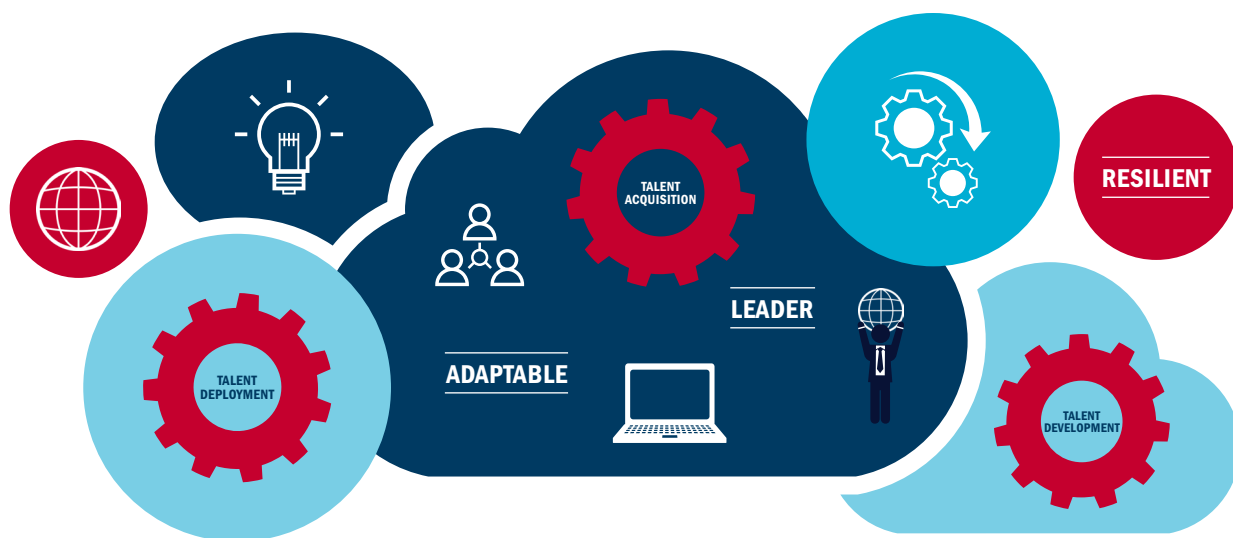 TALENT
ACQUISITION
RESILIENT
LEADER
ADAPTABLE
TALENT
DEPLOYMENT
TALENT
DEVELOPMENT